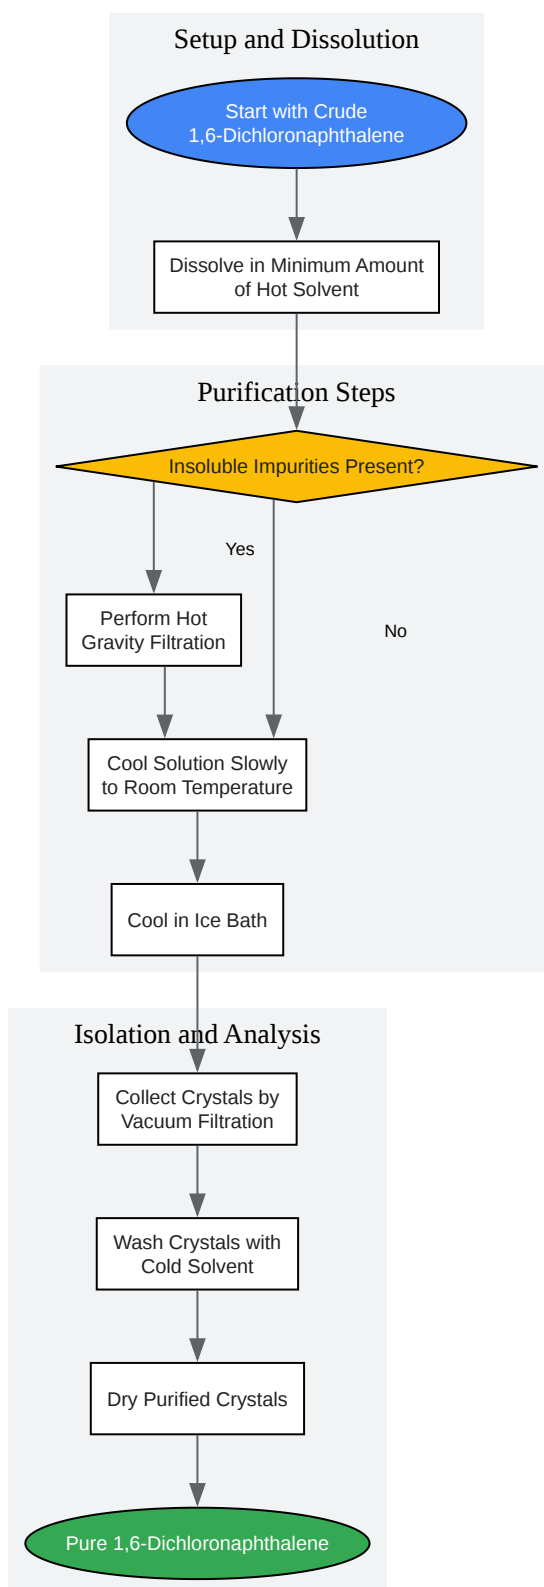 Setup and Dissolution
Start with Crude
1,6-Dichloronaphthalene
Dissolve in Minimum Amount
of Hot Solvent
Purification Steps
Insoluble Impurities Present?
Yes
Perform Hot
Gravity Filtration
No
Cool Solution Slowly
to Room Temperature
Cool in Ice Bath
Isolation and Analysis
Collect Crystals by
Vacuum Filtration
Wash Crystals with
Cold Solvent
Dry Purified Crystals
Pure 1,6-Dichloronaphthalene